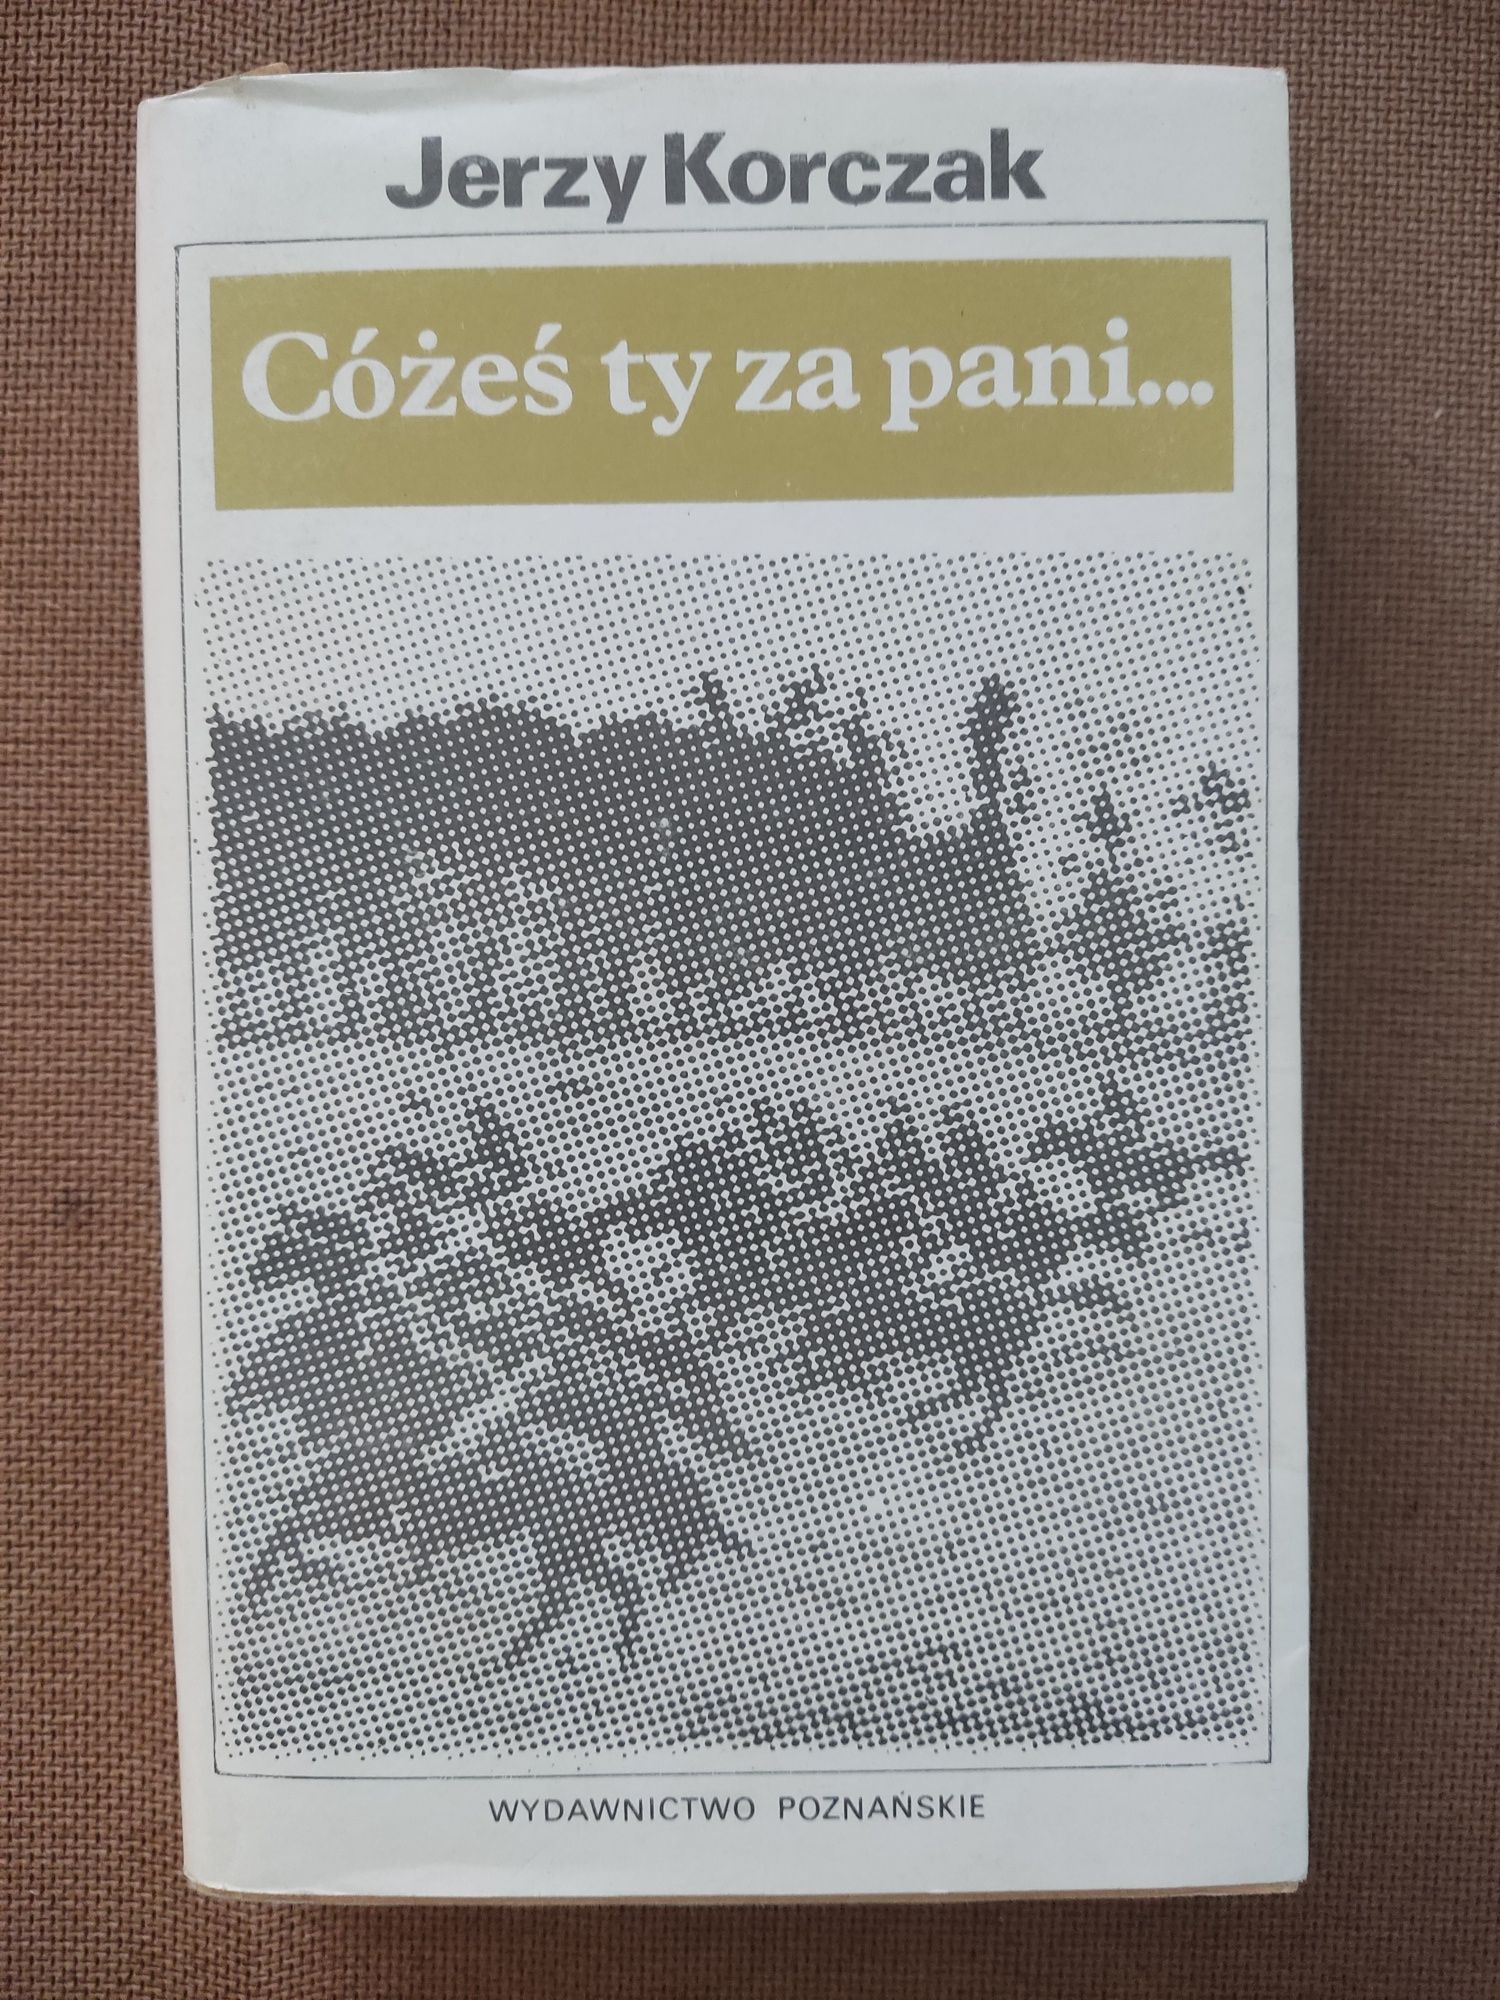 Jerzy Korczak
Cóżeś ty za pani...
WYDAWNICTWO POZNAŃSKIE